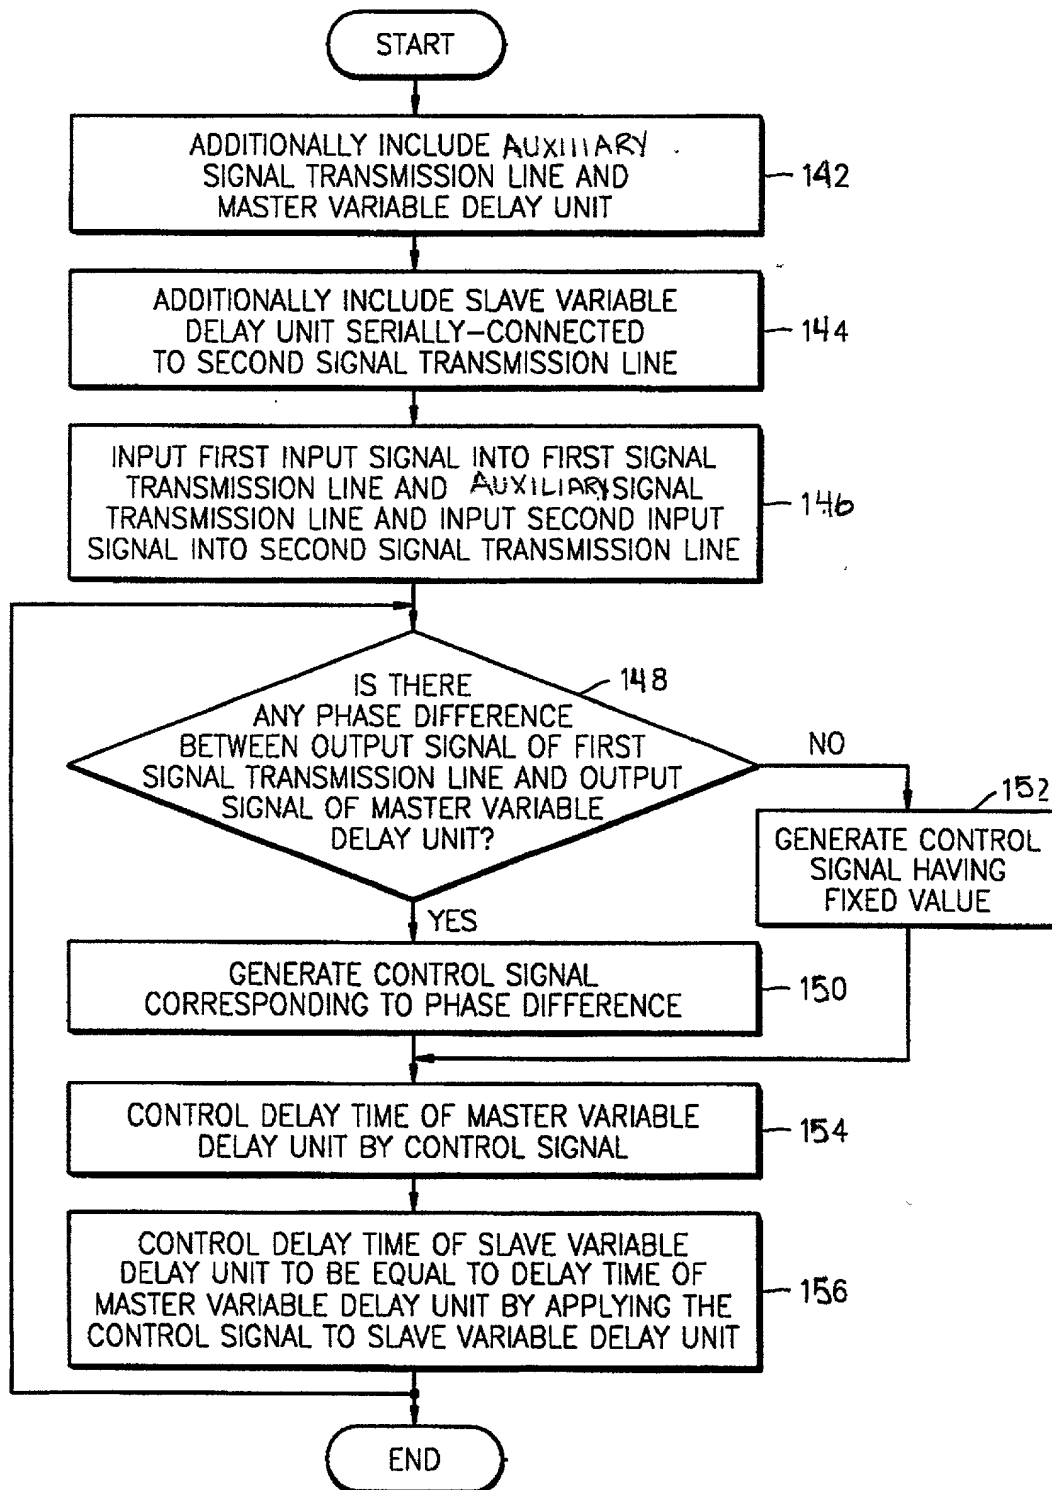 START
ADDITIONALLY INCLUDE AUXILIARY
SIGNAL TRANSMISSION LINE AND
MASTER VARIABLE DELAY UNIT
142
ADDITIONALLY INCLUDE SLAVE VARIABLE
DELAY UNIT SERIALLY-CONNECTED
TO SECOND SIGNAL TRANSMISSION LINE
144
INPUT FIRST INPUT SIGNAL INTO FIRST SIGNAL
TRANSMISSION LINE AND AUXILIARY SIGNAL
TRANSMISSION LINE AND INPUT SECOND INPUT
SIGNAL INTO SECOND SIGNAL TRANSMISSION LINE
146
148
IS THERE
ANY PHASE DIFFERENCE
BETWEEN OUTPUT SIGNAL OF FIRST
SIGNAL TRANSMISSION LINE AND OUTPUT
SIGNAL OF MASTER VARIABLE
DELAY UNIT?
NO
152
GENERATE CONTROL
SIGNAL HAVING
FIXED VALUE
YES
GENERATE CONTROL SIGNAL
CORRESPONDING TO PHASE DIFFERENCE
150
CONTROL DELAY TIME OF MASTER VARIABLE
DELAY UNIT BY CONTROL SIGNAL
154
CONTROL DELAY TIME OF SLAVE VARIABLE
DELAY UNIT TO BE EQUAL TO DELAY TIME OF
MASTER VARIABLE DELAY UNIT BY APPLYING THE
CONTROL SIGNAL TO SLAVE VARIABLE DELAY UNIT
156
END